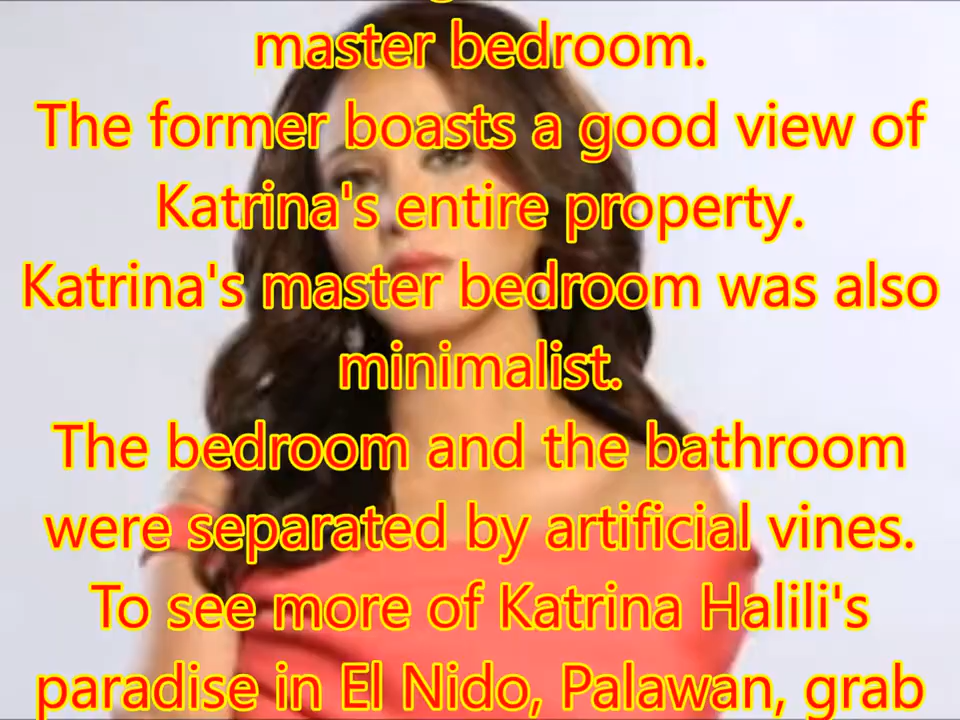 master bedroom.
The former boasts a good view of
Katrina's entire property.
Katrina's master bedroom was also
minimalist.
The bedroom and the bathroom
were separated by artificial vines.
To see more of Katrina Halili's
paradise in El Nido, Palawan, grab